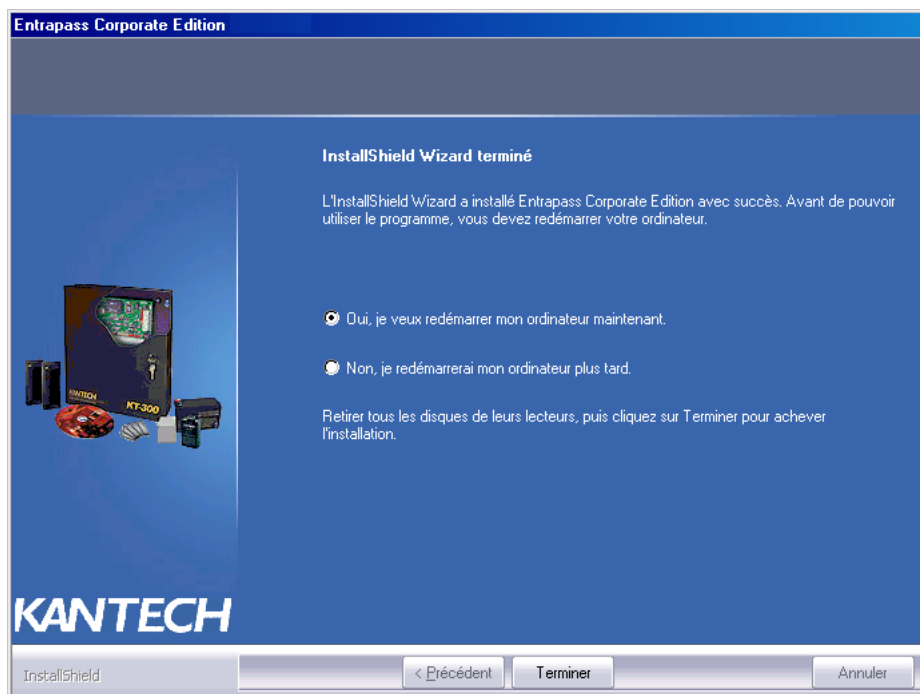 Entrapass Corporate Edition
InstallShield Wizard terminé
L'InstallShield Wizard a installé Entrapass Corporate Edition avec succès. Avant de pouvoir
utiliser le programme, vous devez redémarrer votre ordinateur.
Oui, je veux redémarrer mon ordinateur maintenant.
Non, je redémarrerai mon ordinateur plus tard.
Retirer tous les disques de leurs lecteurs, puis cliquez sur Terminer pour achever
l'installation.
KANTECH
KT-300
KANTECH
InstallShield
< Précédent
Terminer
Annuler